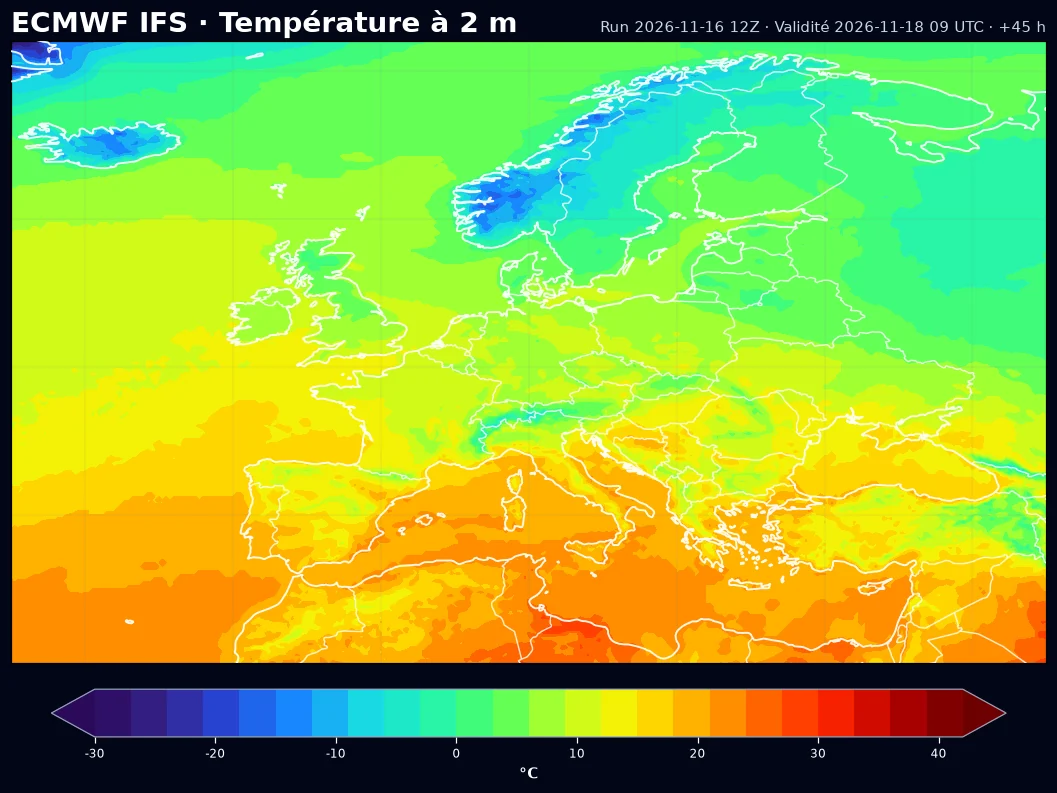 ECMWF IFS · Température à 2 m
Run 2026-11-16 12Z · Validité 2026-11-18 09 UTC · +45 h
-30 -20 -10 0 10 20 30 40
°C